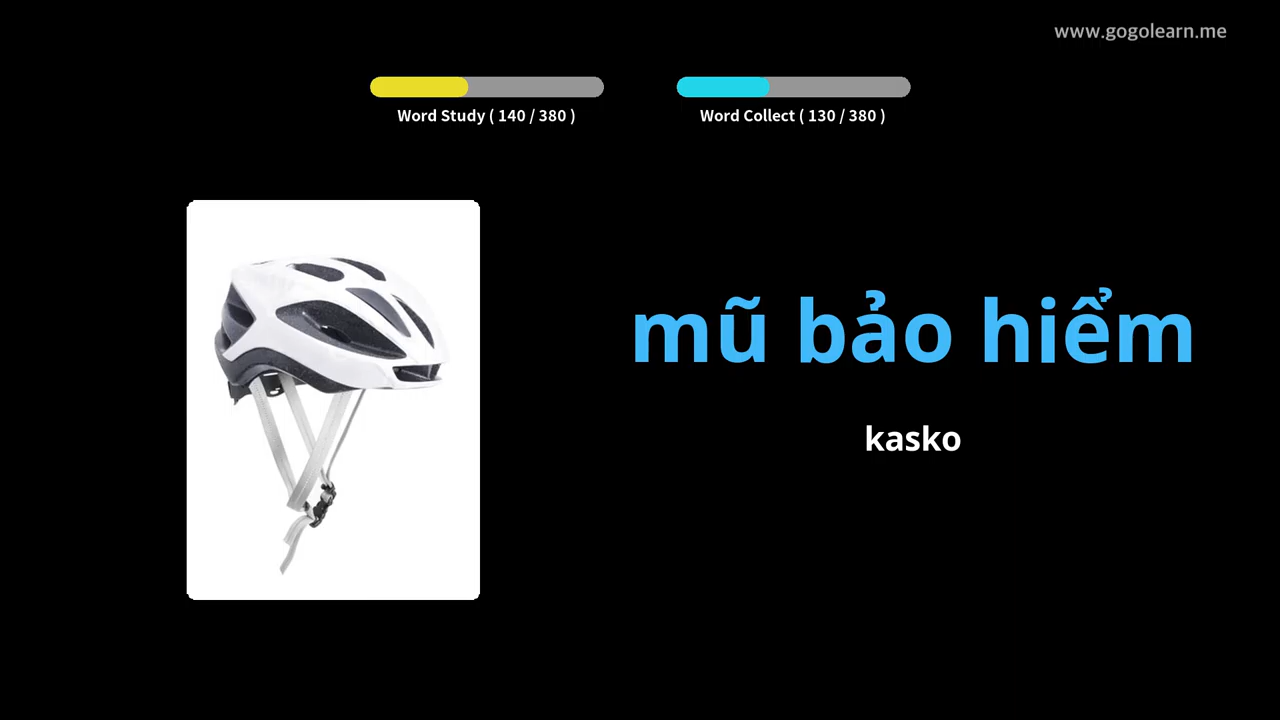 www.gogolearn.me
Word Study ( 140 / 380 )
Word Collect ( 130 / 380 )
mũ bảo hiểm
kasko